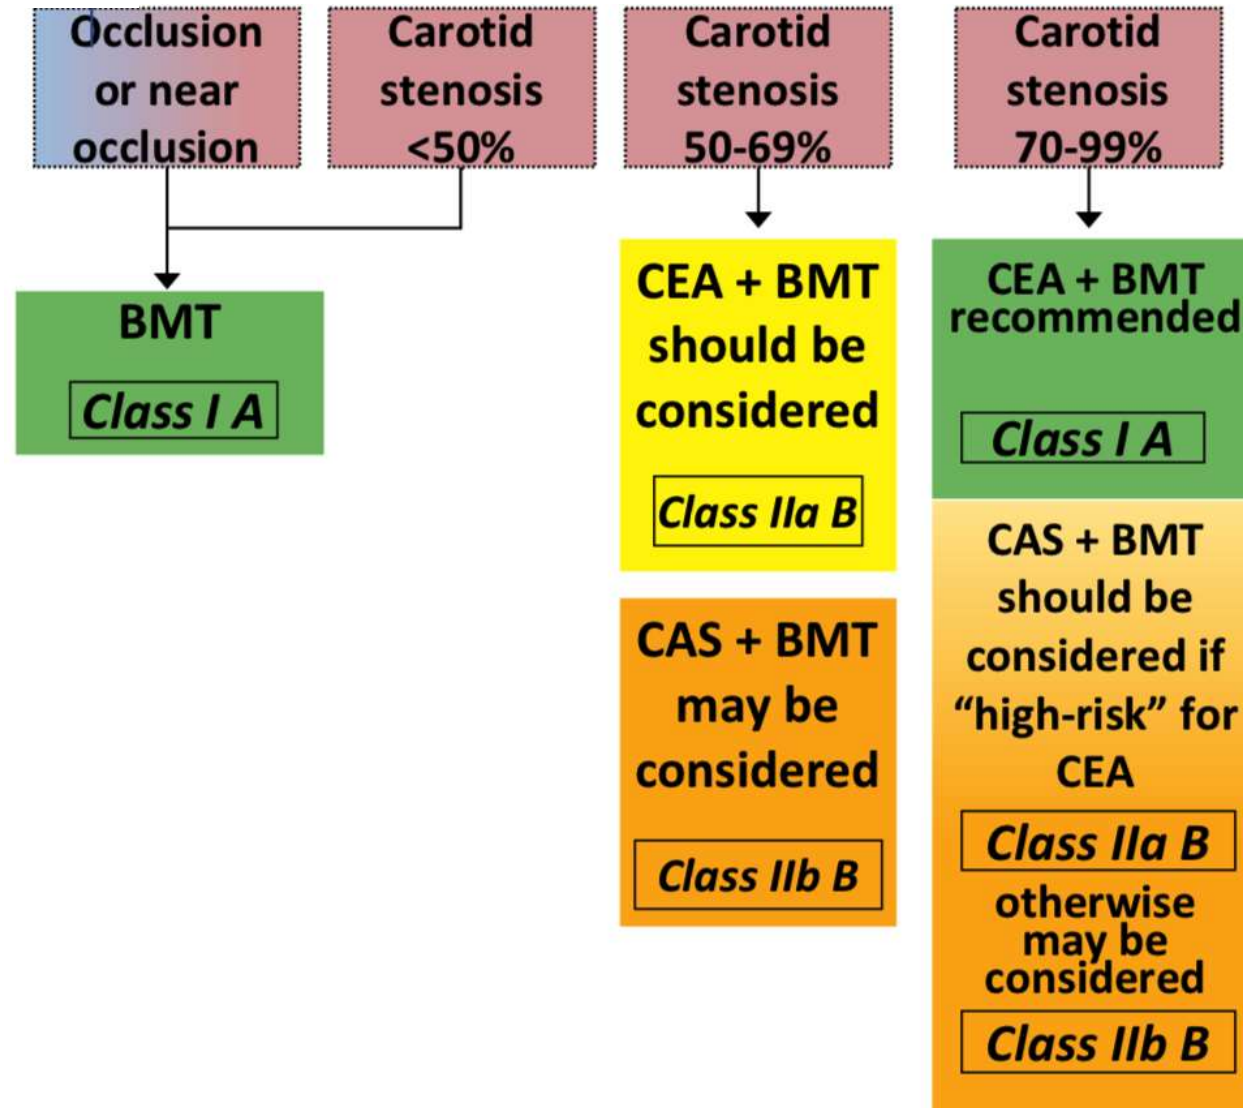 Occlusion
or near
occlusion
Carotid
stenosis
<50%
Carotid
stenosis
50-69%
Carotid
stenosis
70-99%
BMT
Class I A
CEA + BMT
should be
considered
Class IIa B
CAS + BMT
may be
considered
Class IIb B
CEA + BMT
recommended
Class I A
CAS + BMT
should be
considered if
“high-risk” for
CEA
Class IIa B
otherwise
may be
considered
Class IIb B